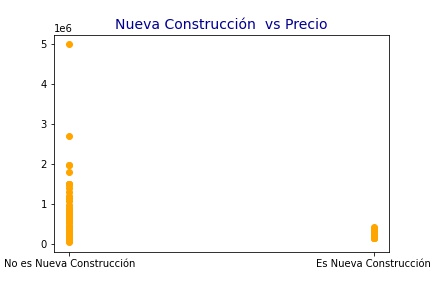 Nueva Construcción  vs Precio
1e6
5
4
3
2
1
0
No es Nueva Construcción
Es Nueva Construcción